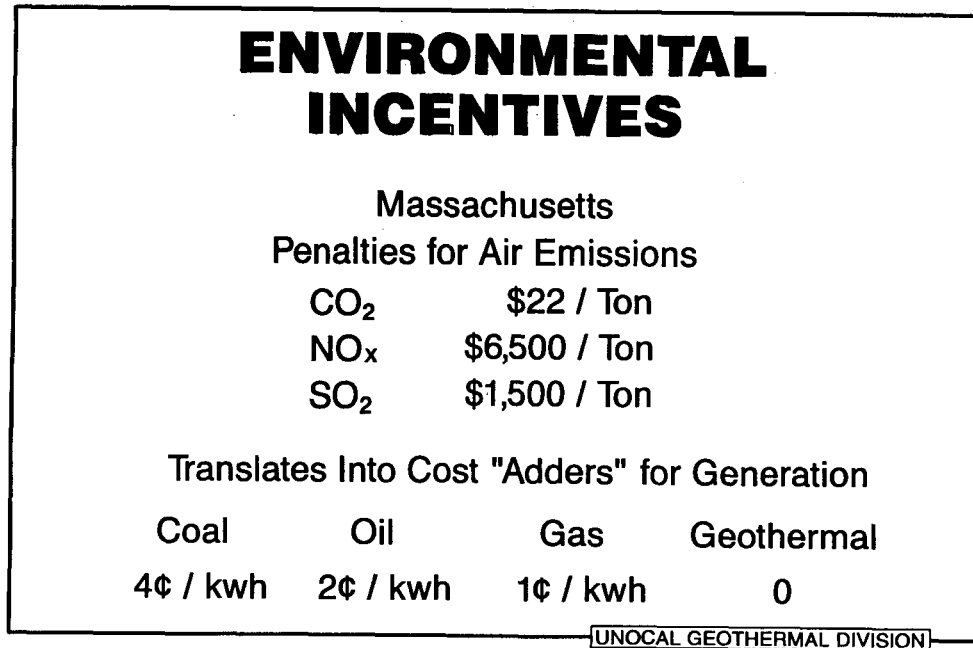 ENVIRONMENTAL
INCENTIVES
Massachusetts
Penalties for Air Emissions
CO₂ $22 / Ton
NOx $6,500 / Ton
SO₂ $1,500 / Ton
Translates Into Cost "Adders" for Generation
Coal Oil Gas Geothermal
4¢ / kwh 2¢ / kwh 1¢ / kwh 0
UNOCAL GEOTHERMAL DIVISION